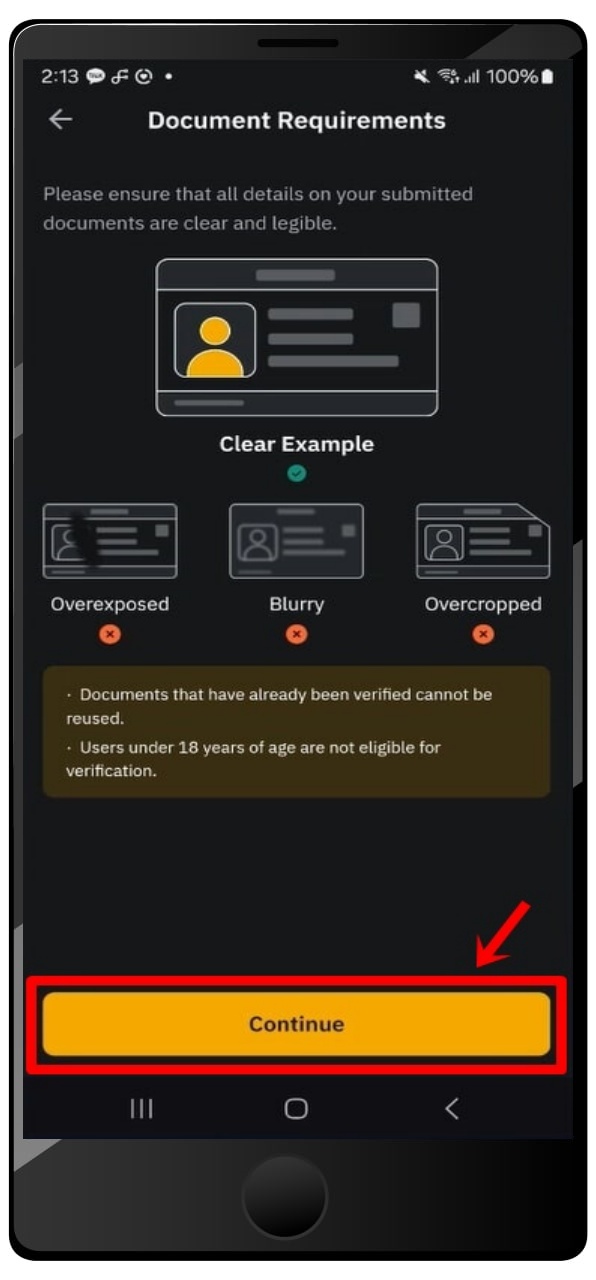 2:13 100%
Document Requirements
Please ensure that all details on your submitted
documents are clear and legible.
Clear Example
Overexposed Blurry Overcropped
· Documents that have already been verified cannot be
reused.
· Users under 18 years of age are not eligible for
verification.
Continue